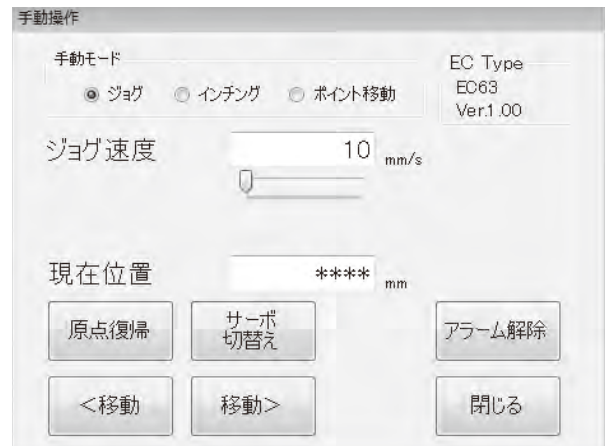 手動操作
手動モード
ジョグ インチング ポイント移動
EC Type
EC63
Ver.1.00
ジョグ速度 10 mm/s
現在位置 **** mm
原点復帰
サーボ
切替え
アラーム解除
<移動
移動>
閉じる